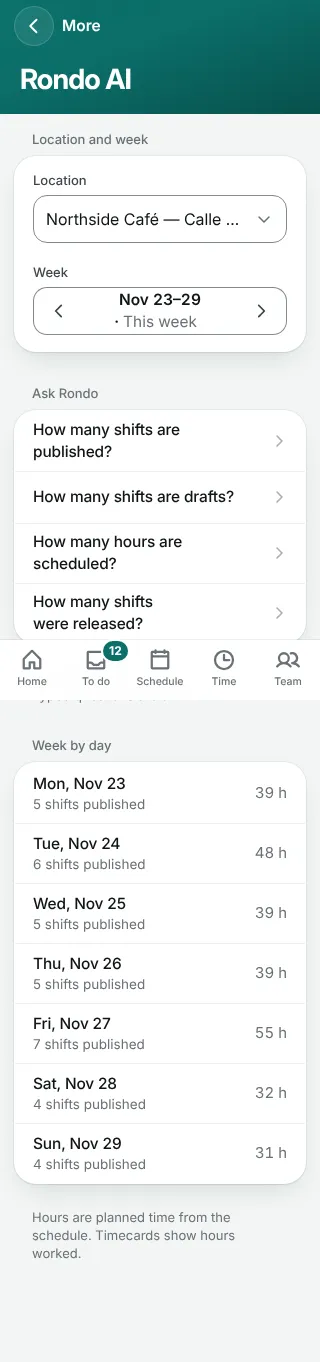 More
Rondo AI
Location and week
Location
Northside Café — Calle ...
Week
Nov 23–29
· This week
Ask Rondo
How many shifts are
published?
How many shifts are drafts?
How many hours are
scheduled?
How many shifts
were released?
12
Home
To do
Schedule
Time
Team
Week by day
Mon, Nov 23
5 shifts published
39 h
Tue, Nov 24
6 shifts published
48 h
Wed, Nov 25
5 shifts published
39 h
Thu, Nov 26
5 shifts published
39 h
Fri, Nov 27
7 shifts published
55 h
Sat, Nov 28
4 shifts published
32 h
Sun, Nov 29
4 shifts published
31 h
Hours are planned time from the
schedule. Timecards show hours
worked.